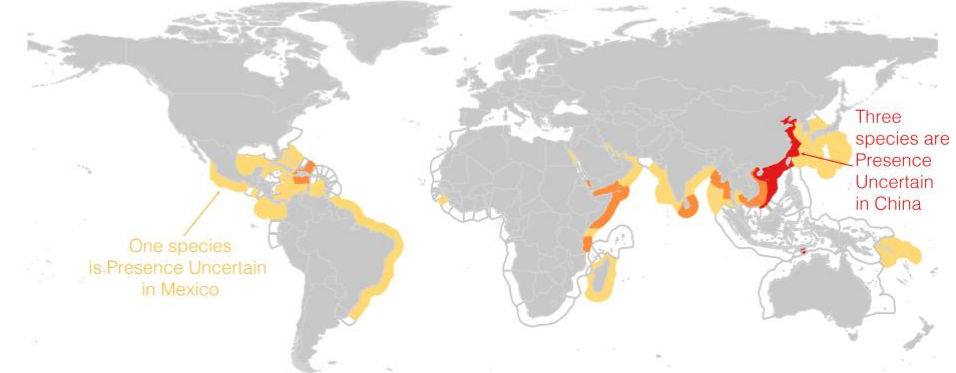 Three
species are
Presence
Uncertain
in China
One species
is Presence Uncertain
in Mexico